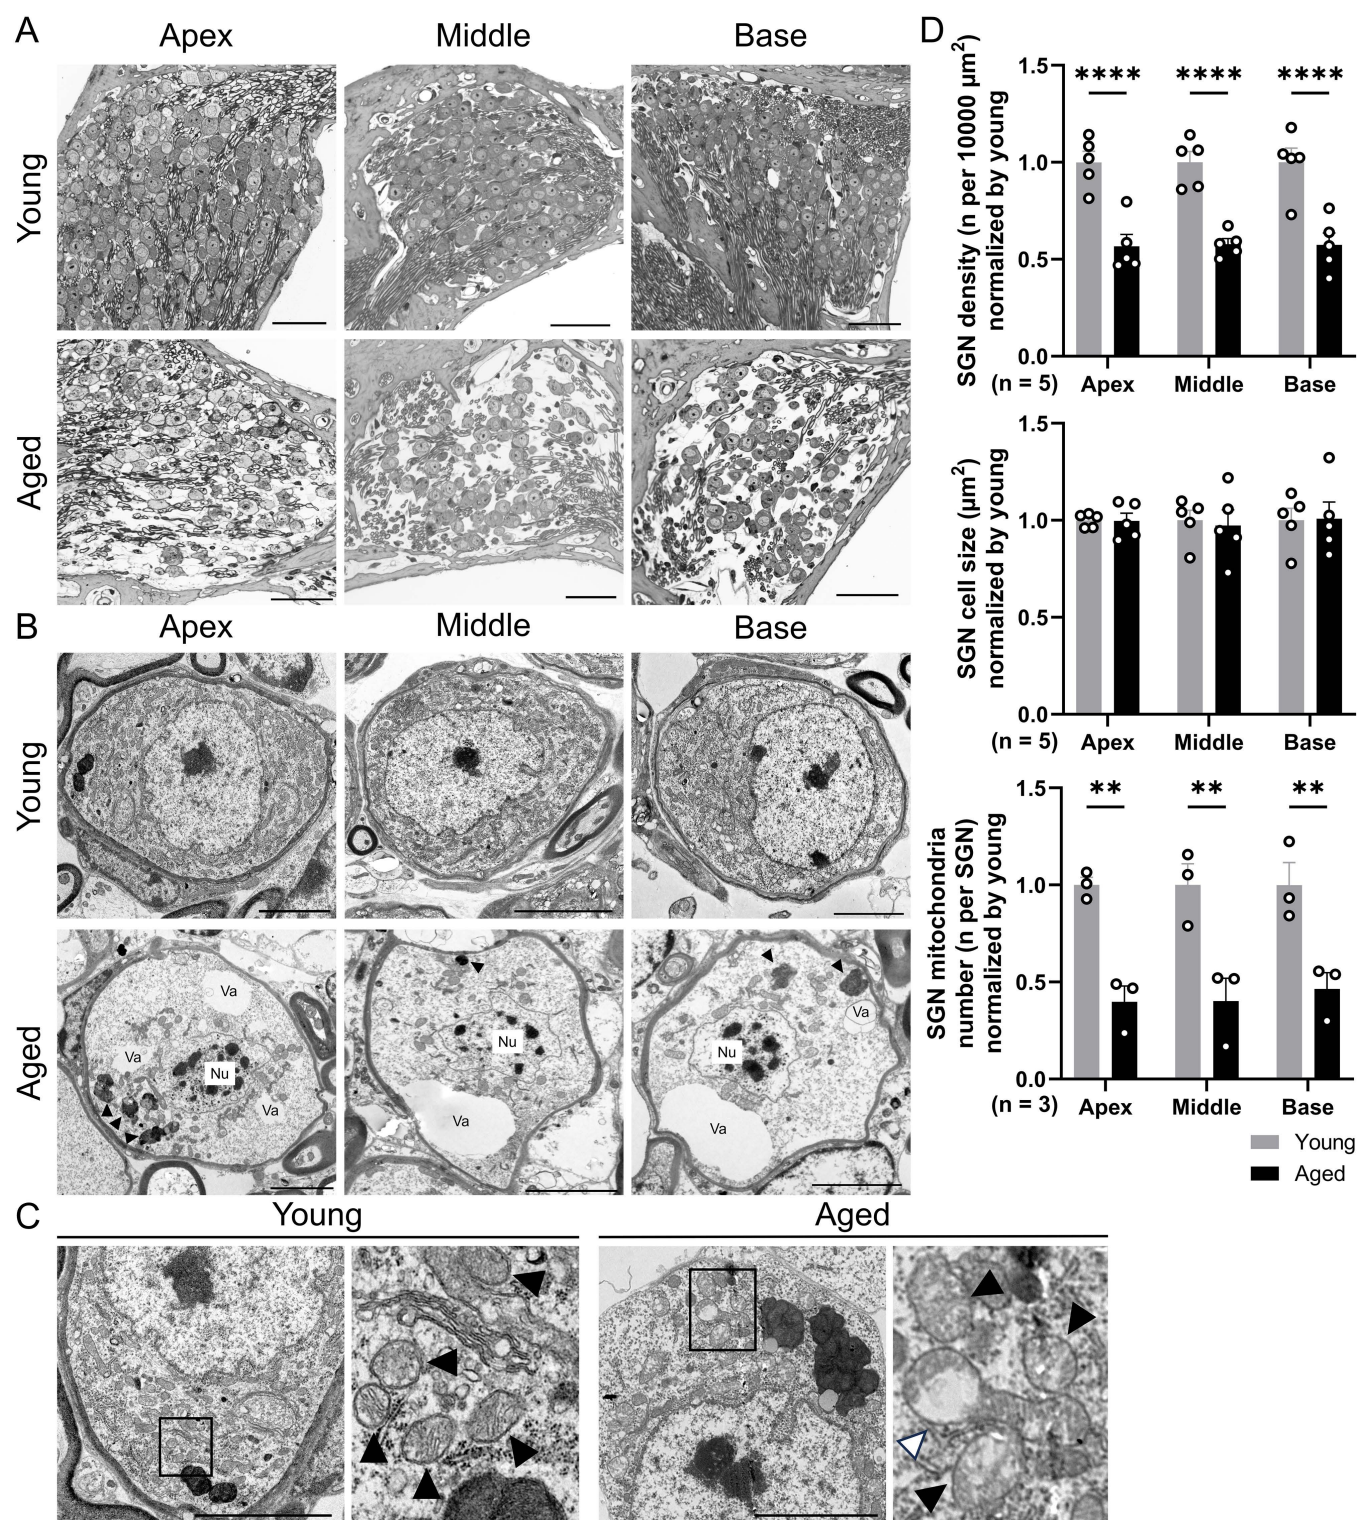 A
Apex
Middle
Base
Young
Aged
B
Apex
Middle
Base
Young
Aged
Va
Va
Nu
Va
Nu
Va
Va
Nu
Va
C
Young
Aged
D
SGN density (n per 10000 µm²)
normalized by young
1.5
1.0
0.5
0.0
****
****
****
(n = 5)
Apex
Middle
Base
SGN cell size (µm²)
normalized by young
1.5
1.0
0.5
0.0
(n = 5)
Apex
Middle
Base
SGN mitochondria
number (n per SGN)
normalized by young
1.5
1.0
0.5
0.0
**
**
**
(n = 3)
Apex
Middle
Base
Young
Aged